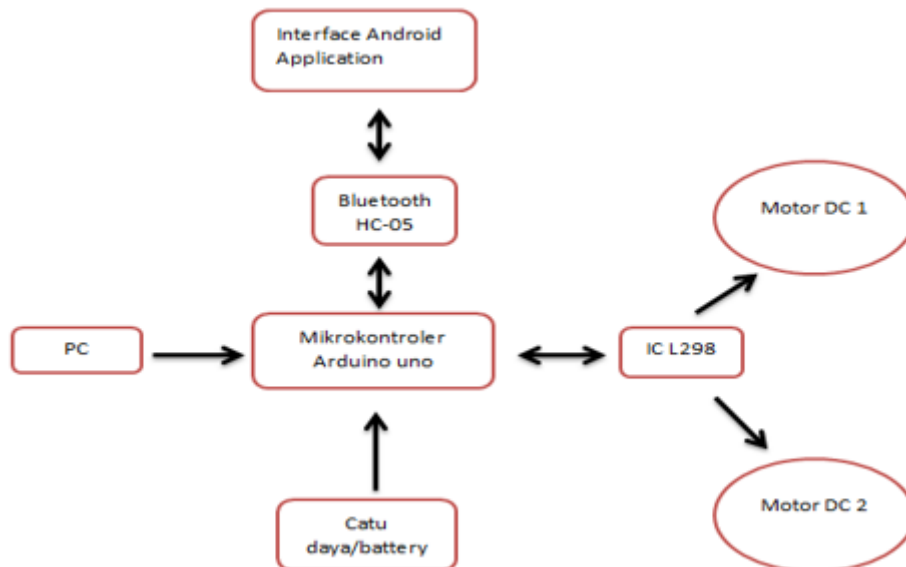 Interface Android
Application
Bluetooth
HC-05
Motor DC 1
PC
Mikrokontroler
Arduino uno
IC L298
Catu
daya/battery
Motor DC 2